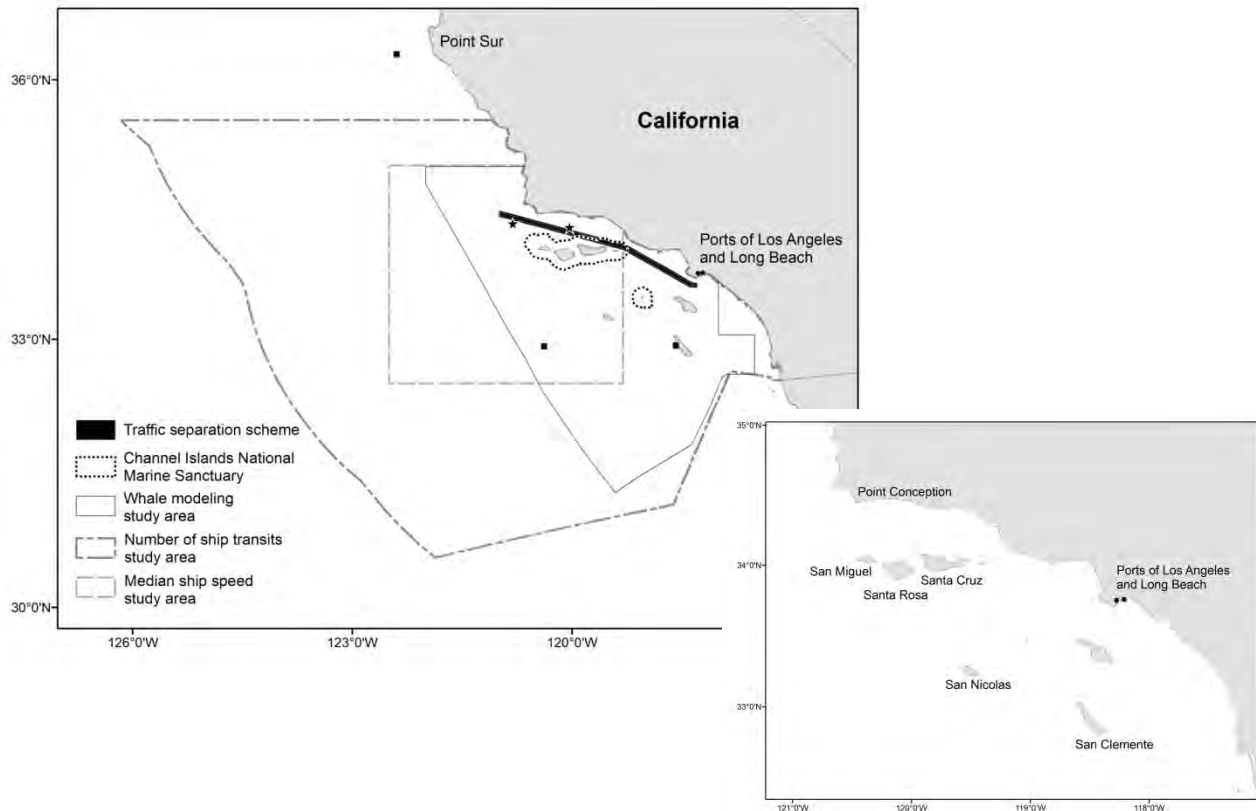 Point Sur
36°0'N
California
Ports of Los Angeles
and Long Beach
33°0'N
Traffic separation scheme
Channel Islands National
Marine Sanctuary
Whale modeling
study area
Number of ship transits
study area
Median ship speed
study area
30°0'N
126°0'W
123°0'W
120°0'W
35°0'N
Point Conception
34°0'N
San Miguel
Santa Rosa
Santa Cruz
Ports of Los Angeles
and Long Beach
San Nicolas
33°0'N
San Clemente
121°0'W
120°0'W
119°0'W
118°0'W